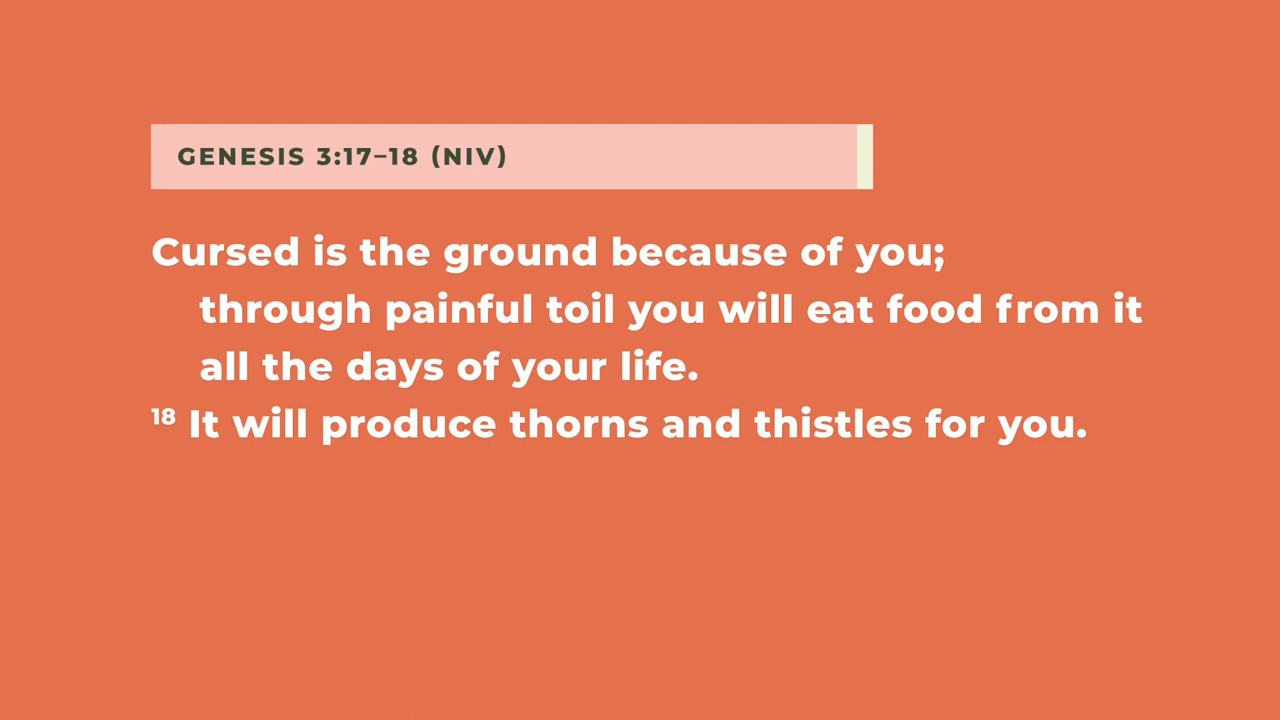 GENESIS 3:17–18 (NIV)
Cursed is the ground because of you;
through painful toil you will eat food from it
all the days of your life.
18 It will produce thorns and thistles for you.